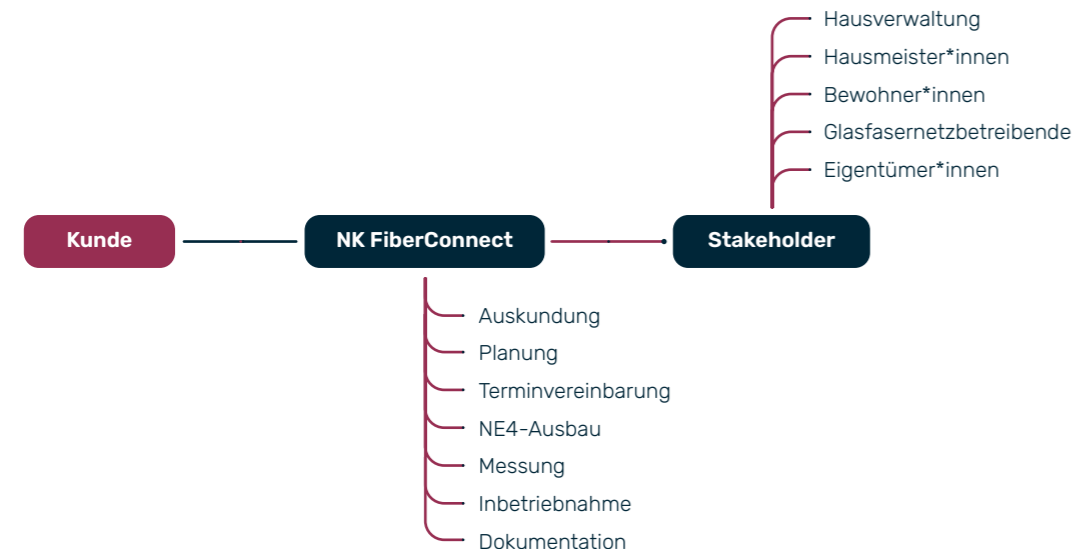 Hausverwaltung
Hausmeister*innen
Bewohner*innen
Glasfasernetzbetreibende
Eigentümer*innen
Kunde
NK FiberConnect
Stakeholder
Auskundung
Planung
Terminvereinbarung
NE4-Ausbau
Messung
Inbetriebnahme
Dokumentation